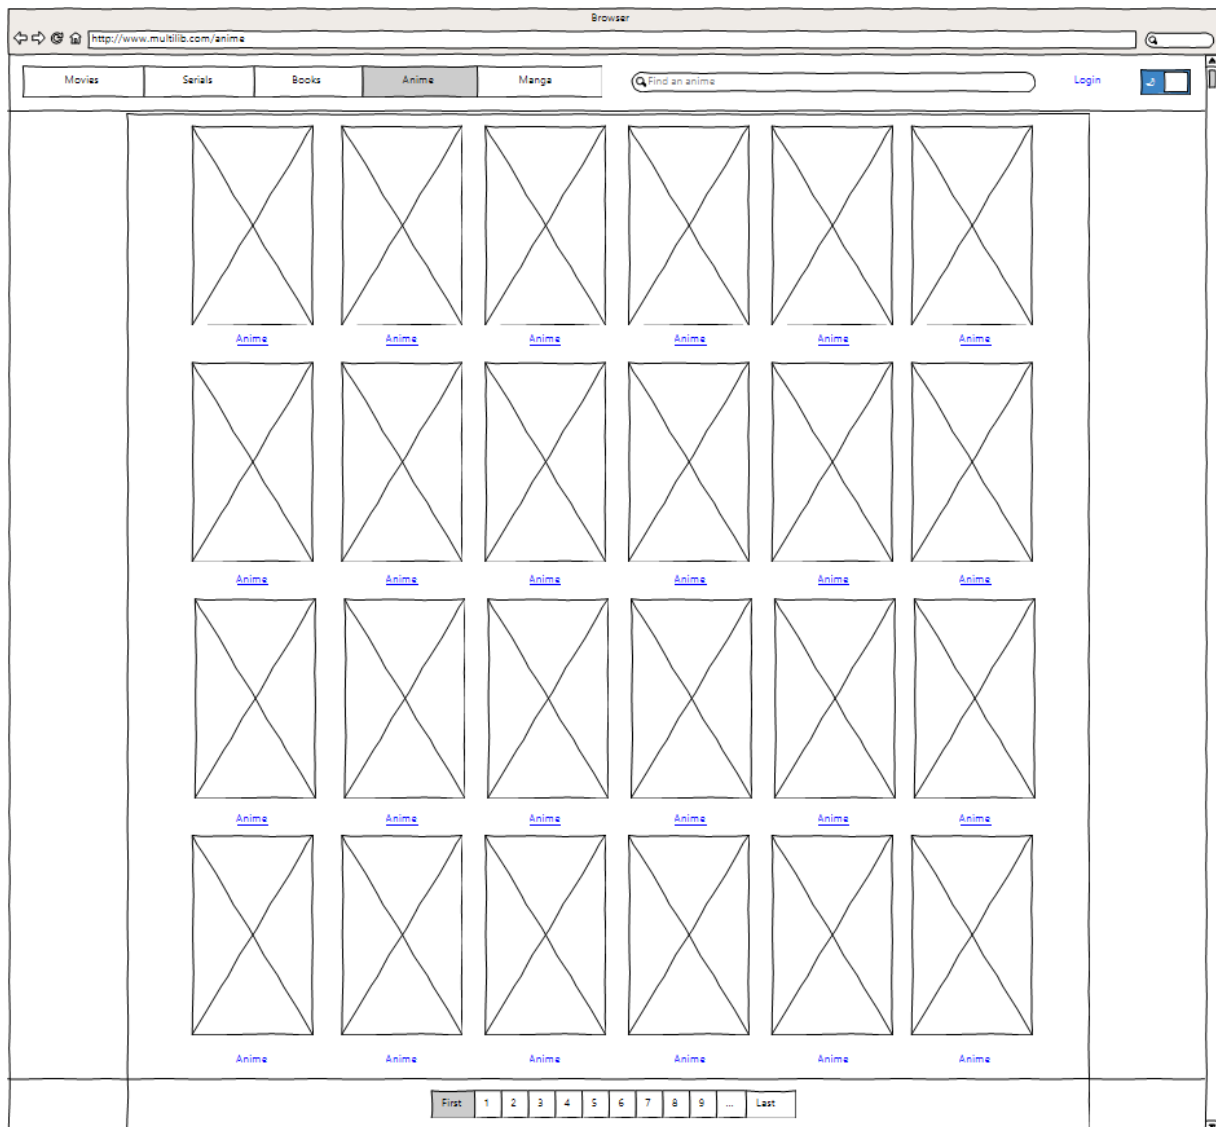 Browser
http://www.multilib.com/anime
Movies Serials Books Anime Manga Find an anime Login
Anime Anime Anime Anime Anime Anime
Anime Anime Anime Anime Anime Anime
Anime Anime Anime Anime Anime Anime
Anime Anime Anime Anime Anime Anime
First 1 2 3 4 5 6 7 8 9 ... Last